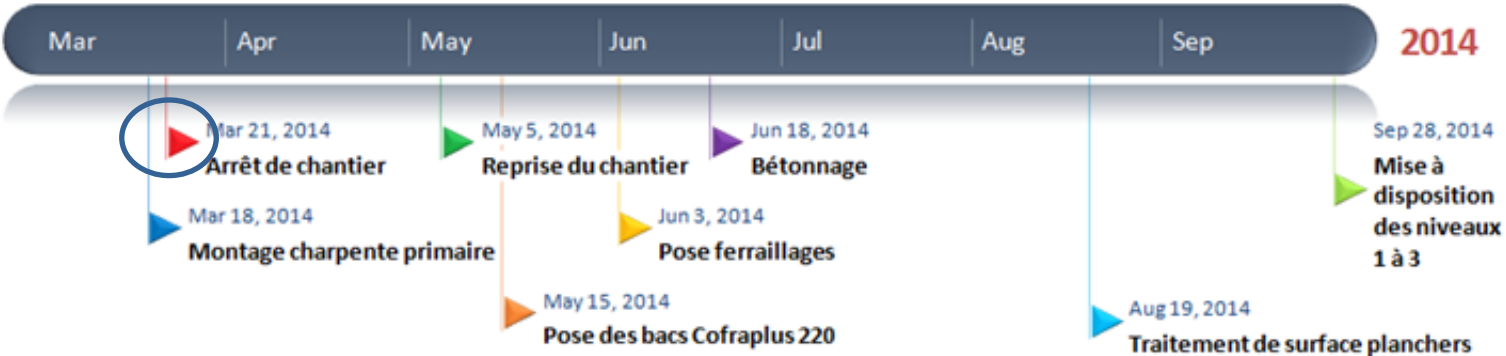 Mar Apr May Jun Jul Aug Sep 2014
Mar 21, 2014
Arrêt de chantier
May 5, 2014
Reprise du chantier
Jun 18, 2014
Bétonnage
Sep 28, 2014
Mise à
disposition
des niveaux
1 à 3
Mar 18, 2014
Montage charpente primaire
Jun 3, 2014
Pose ferraillages
May 15, 2014
Pose des bacs Cofraplus 220
Aug 19, 2014
Traitement de surface planchers